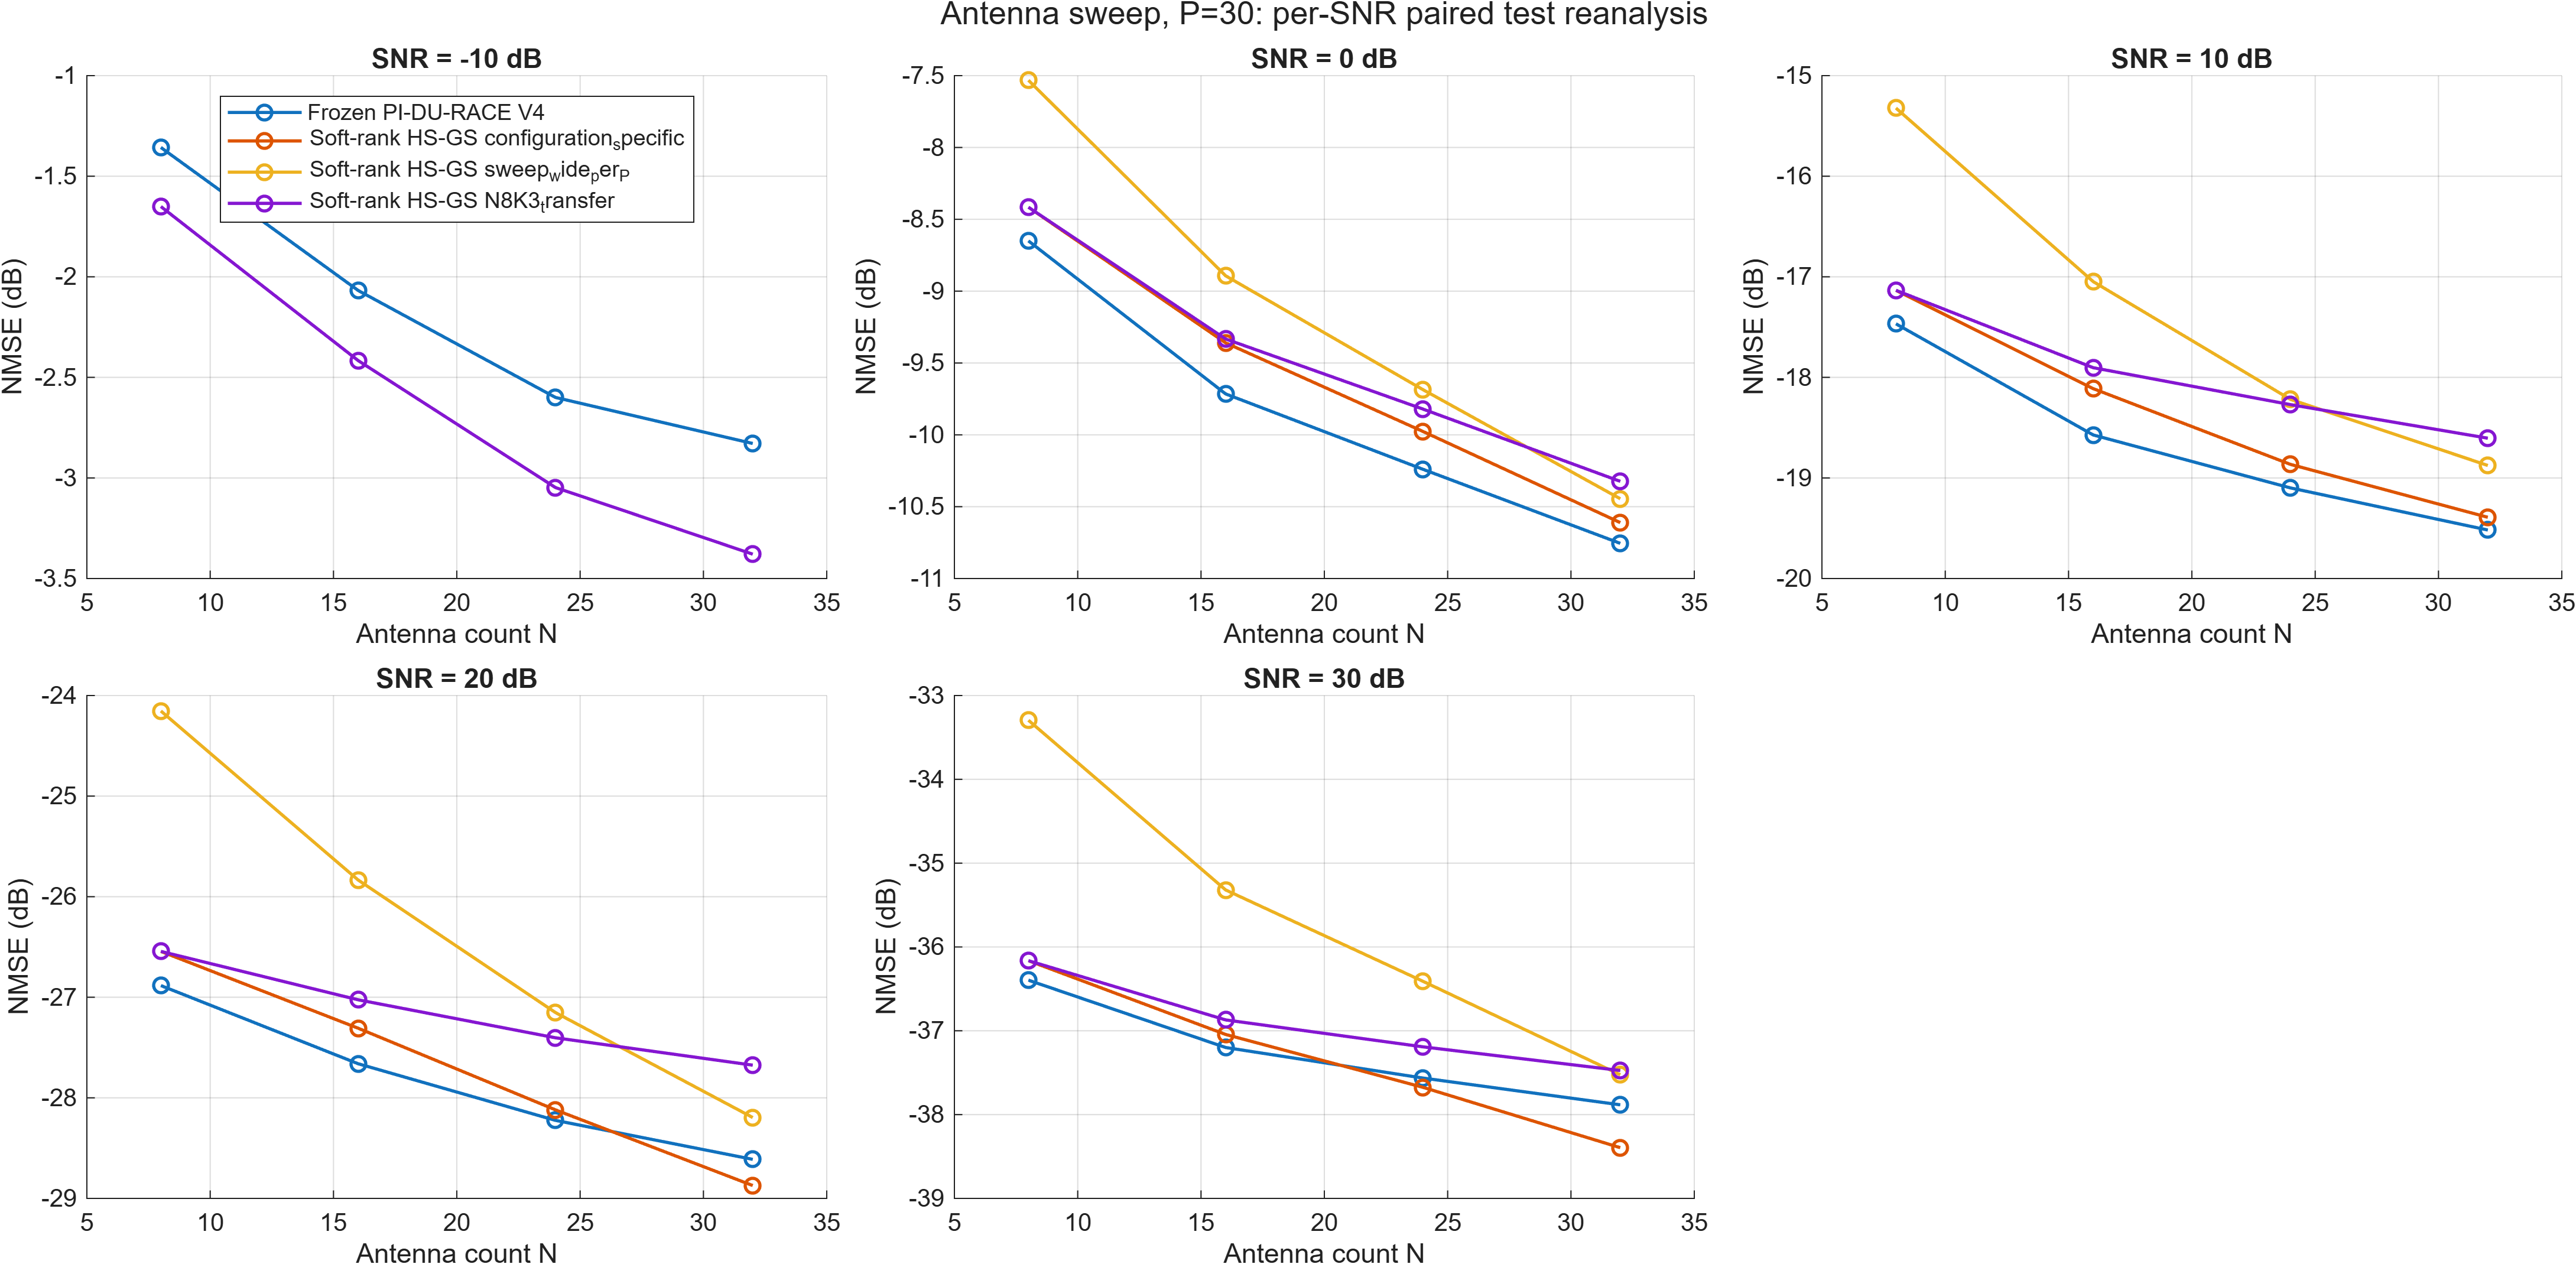 Antenna sweep, P=30: per-SNR paired test reanalysis
SNR = -10 dB
-1
-1.5
-2
-2.5
-3
-3.5
NMSE (dB)
Frozen PI-DU-RACE V4
Soft-rank HS-GS configurationspecific
Soft-rank HS-GS sweepwideperP
Soft-rank HS-GS N8K3transfer
5 10 15 20 25 30 35
Antenna count N
SNR = 0 dB
-7.5
-8
-8.5
-9
-9.5
-10
-10.5
-11
NMSE (dB)
5 10 15 20 25 30 35
Antenna count N
SNR = 10 dB
-15
-16
-17
-18
-19
-20
NMSE (dB)
5 10 15 20 25 30 35
Antenna count N
SNR = 20 dB
-24
-25
-26
-27
-28
-29
NMSE (dB)
5 10 15 20 25 30 35
Antenna count N
SNR = 30 dB
-33
-34
-35
-36
-37
-38
-39
NMSE (dB)
5 10 15 20 25 30 35
Antenna count N